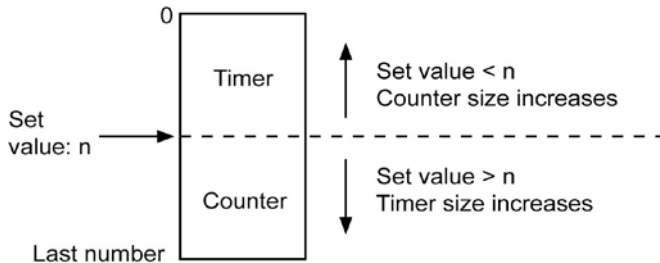 0
Timer
Set value < n
Counter size increases
Set
value: n
Set value > n
Timer size increases
Counter
Last number